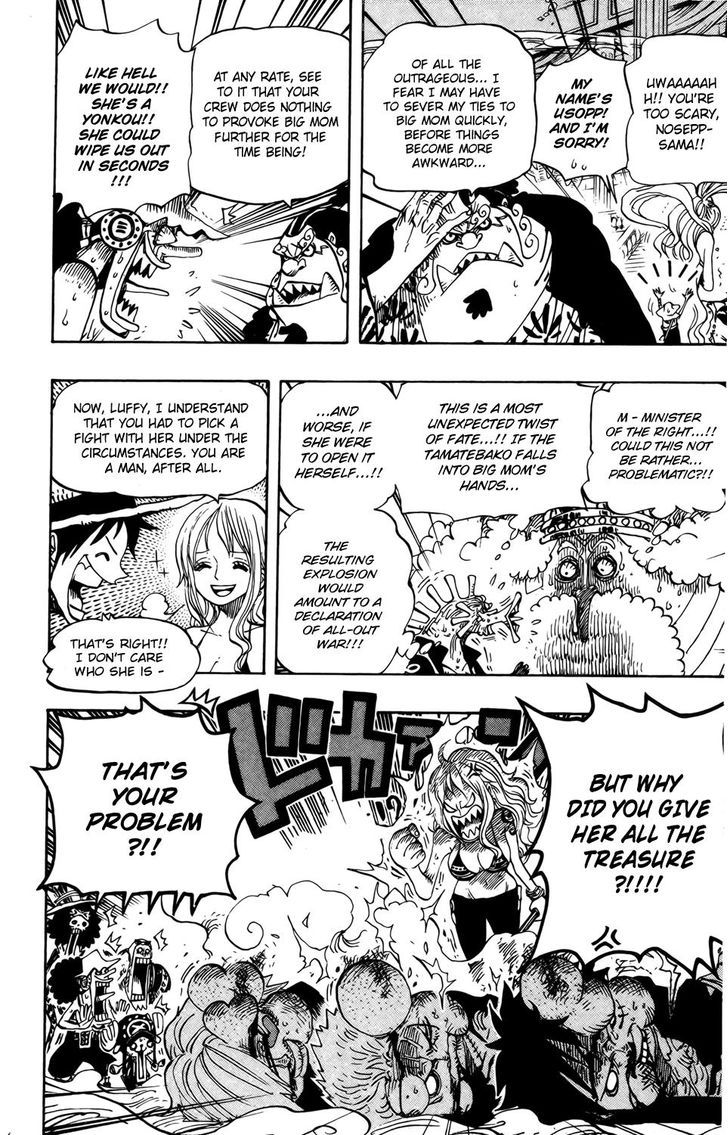 UWAAAAAH
H!! YOU'RE
TOO SCARY,
NOSEPP-
SAMA!!
MY
NAME'S
USOPP!
AND I'M
SORRY!
OF ALL THE
OUTRAGEOUS... I
FEAR I MAY HAVE
TO SEVER MY TIES TO
BIG MOM QUICKLY,
BEFORE THINGS
BECOME MORE
AWKWARD...
AT ANY RATE, SEE
TO IT THAT YOUR
CREW DOES NOTHING
TO PROVOKE BIG MOM
FURTHER FOR THE
TIME BEING!
LIKE HELL
WE WOULD!!
SHE'S A
YONKOU!!
SHE COULD
WIPE US OUT
IN SECONDS
!!!
M - MINISTER
OF THE RIGHT...!!
COULD THIS NOT
BE RATHER...
PROBLEMATIC?!!
THIS IS A MOST
UNEXPECTED TWIST
OF FATE...!! IF THE
TAMATEBAKO FALLS
INTO BIG MOM'S
HANDS...
...AND
WORSE, IF
SHE WERE
TO OPEN IT
HERSELF...!!
THE
RESULTING
EXPLOSION
WOULD
AMOUNT TO A
DECLARATION
OF ALL-OUT
WAR!!!
NOW, LUFFY, I UNDERSTAND
THAT YOU HAD TO PICK A
FIGHT WITH HER UNDER THE
CIRCUMSTANCES. YOU ARE
A MAN, AFTER ALL.
THAT'S RIGHT!!
I DON'T CARE
WHO SHE IS -
BUT WHY
DID YOU GIVE
HER ALL THE
TREASURE
?!!!!
ドカァン
THAT'S
YOUR
PROBLEM
?!!